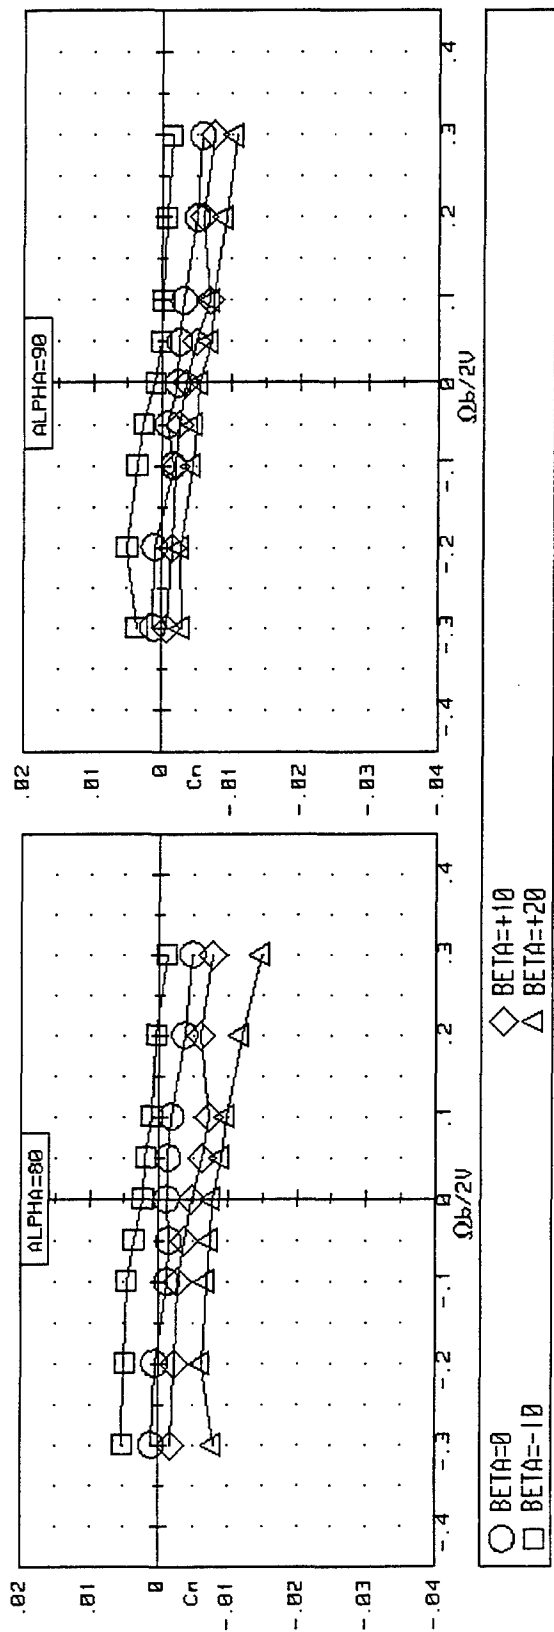 ALPHA=80
.02
.01
0
Cn
-.01
-.02
-.03
-.04
-.4 -.3 -.2 -.1 0 .1 .2 .3 .4
Ωb/2V
ALPHA=90
.02
.01
0
Cn
-.01
-.02
-.03
-.04
-.4 -.3 -.2 -.1 0 .1 .2 .3 .4
Ωb/2V
BETA=0 BETA=+10
BETA=-10 BETA=+20